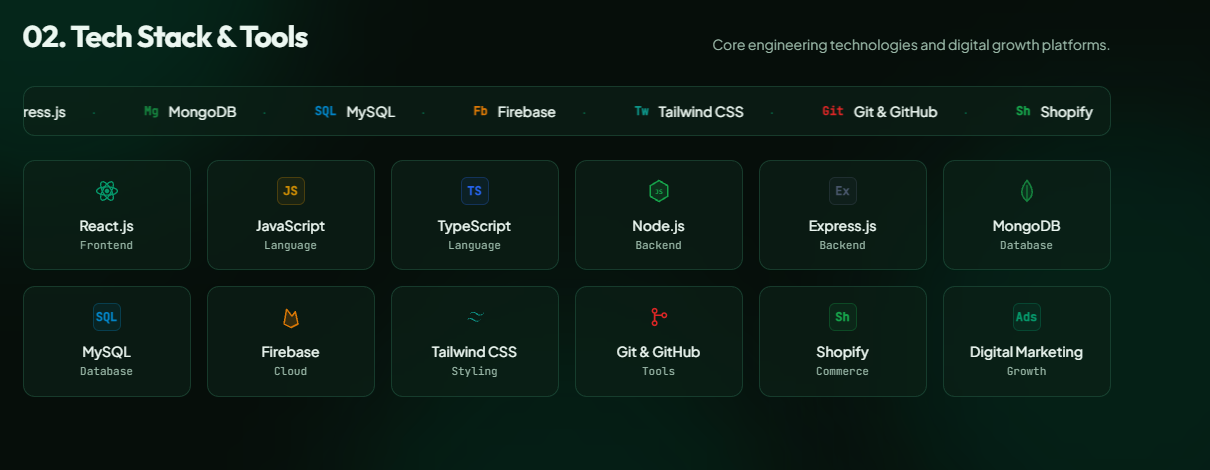 02. Tech Stack & Tools
Core engineering technologies and digital growth platforms.
ress.js · Mg MongoDB · SQL MySQL · Fb Firebase · Tw Tailwind CSS · Git Git & GitHub · Sh Shopify
JS TS JS Ex
React.js JavaScript TypeScript Node.js Express.js MongoDB
Frontend Language Language Backend Backend Database
SQL Sh Ads
MySQL Firebase Tailwind CSS Git & GitHub Shopify Digital Marketing
Database Cloud Styling Tools Commerce Growth